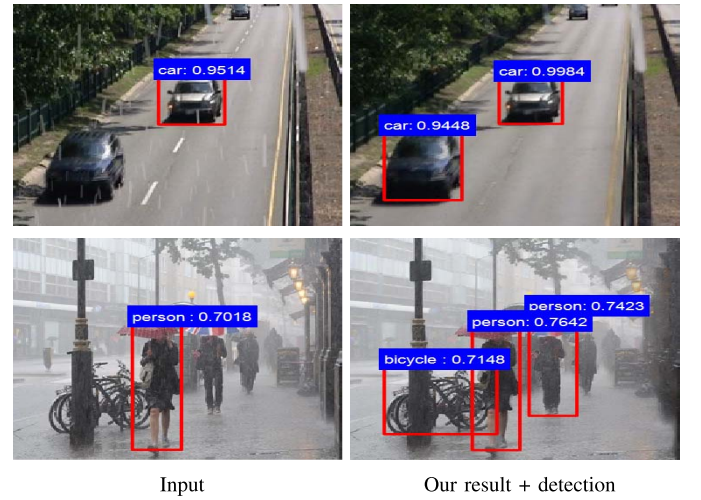 car: 0.9514
car: 0.9984
car: 0.9448
person : 0.7018
person: 0.7423
person: 0.7642
bicycle : 0.7148
Input
Our result + detection